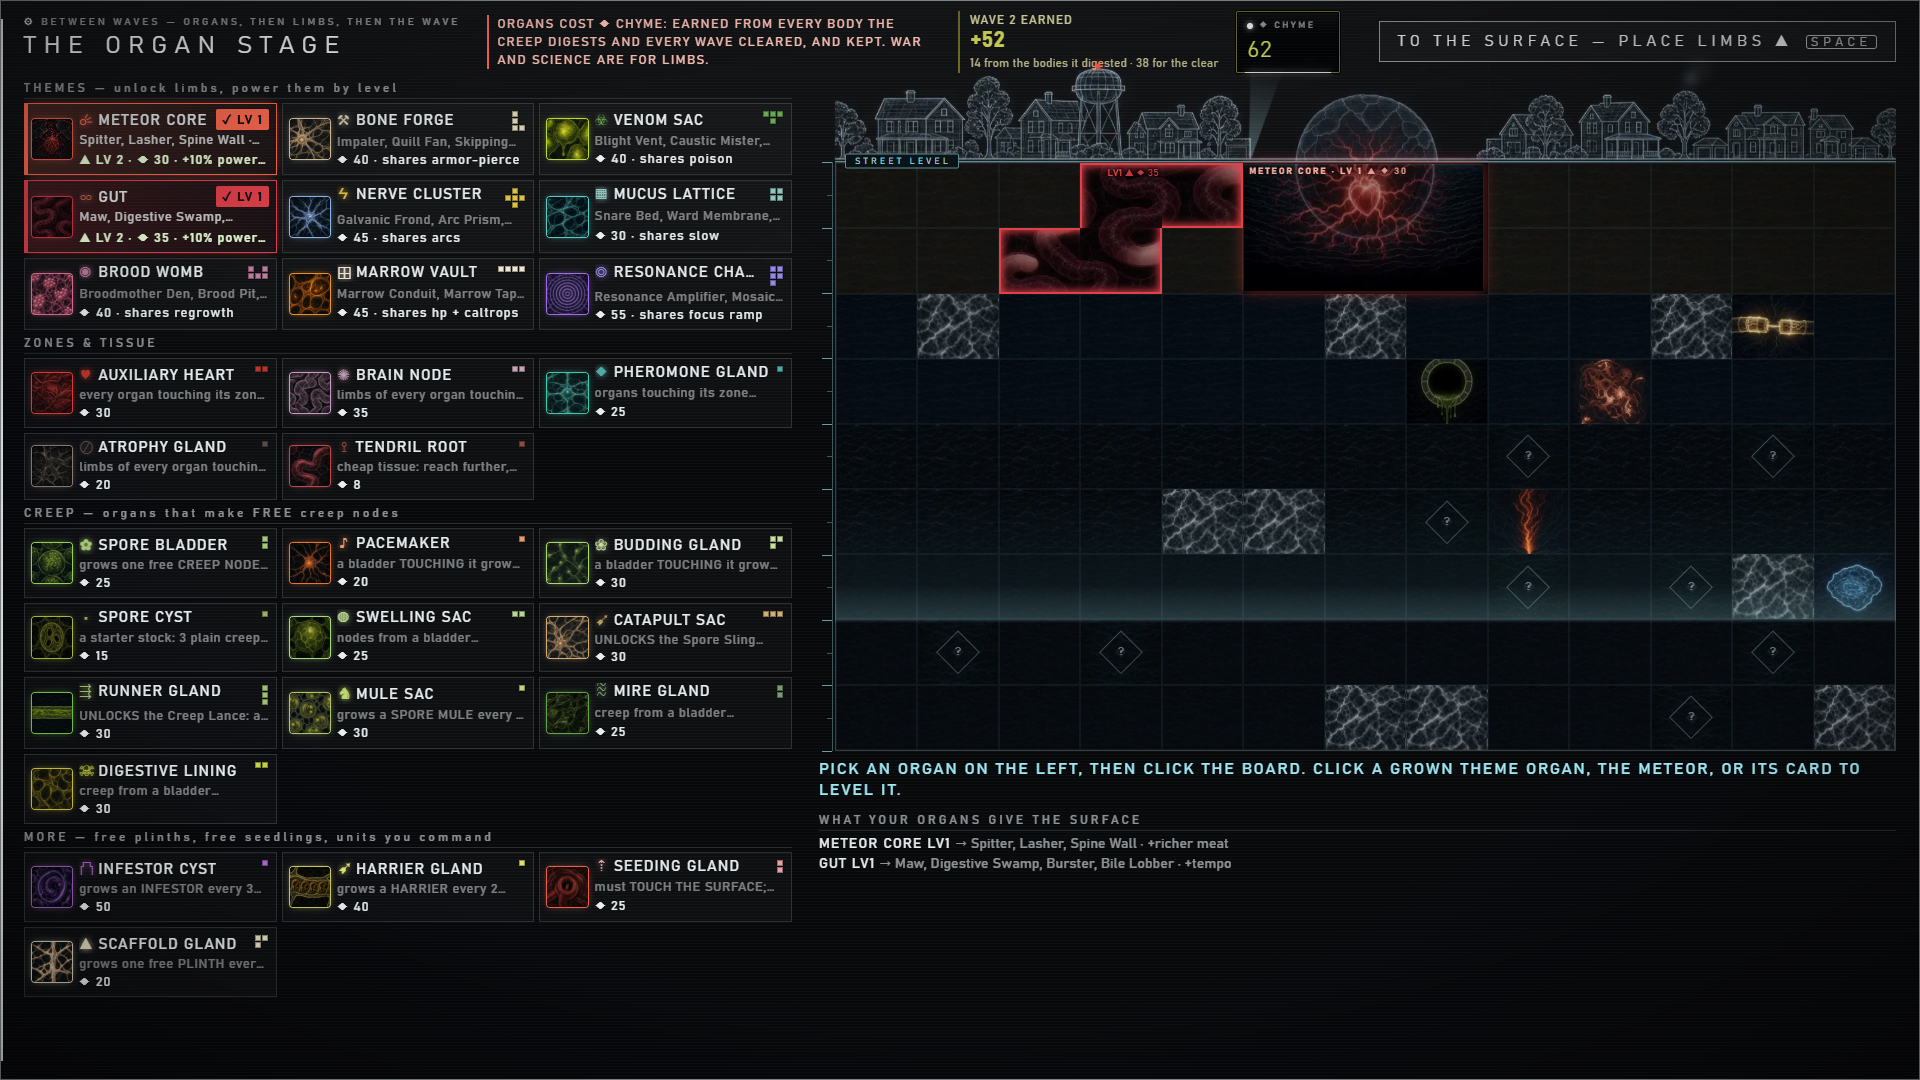 ⚙ BETWEEN WAVES — ORGANS, THEN LIMBS, THEN THE WAVE
THE ORGAN STAGE
ORGANS COST ◆ CHYME: EARNED FROM EVERY BODY THE
CREEP DIGESTS AND EVERY WAVE CLEARED, AND KEPT. WAR
AND SCIENCE ARE FOR LIMBS.
WAVE 2 EARNED
+52
14 from the bodies it digested · 38 for the clear
◆ CHYME
62
TO THE SURFACE — PLACE LIMBS ▲ SPACE
THEMES — unlock limbs, power them by level
METEOR CORE ✓ LV 1
Spitter, Lasher, Spine Wall ·…
▲ LV 2 · ◆ 30 · +10% power…
BONE FORGE
Impaler, Quill Fan, Skipping…
◆ 40 · shares armor-pierce
VENOM SAC
Blight Vent, Caustic Mister,…
◆ 40 · shares poison
GUT ✓ LV 1
Maw, Digestive Swamp,…
▲ LV 2 · ◆ 35 · +10% power…
NERVE CLUSTER
Galvanic Frond, Arc Prism,…
◆ 45 · shares arcs
MUCUS LATTICE
Snare Bed, Ward Membrane,…
◆ 30 · shares slow
BROOD WOMB
Broodmother Den, Brood Pit,…
◆ 40 · shares regrowth
MARROW VAULT
Marrow Conduit, Marrow Tap…
◆ 45 · shares hp + caltrops
RESONANCE CHA…
Resonance Amplifier, Mosaic…
◆ 55 · shares focus ramp
ZONES & TISSUE
AUXILIARY HEART
every organ touching its zon…
◆ 30
BRAIN NODE
limbs of every organ touchin…
◆ 35
PHEROMONE GLAND
organs touching its zone…
◆ 25
ATROPHY GLAND
limbs of every organ touchin…
◆ 20
TENDRIL ROOT
cheap tissue: reach further,…
◆ 8
CREEP — organs that make FREE creep nodes
SPORE BLADDER
grows one free CREEP NODE…
◆ 25
PACEMAKER
a bladder TOUCHING it grow…
◆ 20
BUDDING GLAND
a bladder TOUCHING it grow…
◆ 30
SPORE CYST
a starter stock: 3 plain creep…
◆ 15
SWELLING SAC
nodes from a bladder…
◆ 25
CATAPULT SAC
UNLOCKS the Spore Sling…
◆ 30
RUNNER GLAND
UNLOCKS the Creep Lance: a…
◆ 30
MULE SAC
grows a SPORE MULE every …
◆ 30
MIRE GLAND
creep from a bladder…
◆ 25
DIGESTIVE LINING
creep from a bladder…
◆ 30
MORE — free plinths, free seedlings, units you command
INFESTOR CYST
grows an INFESTOR every 3…
◆ 50
HARRIER GLAND
grows a HARRIER every 2…
◆ 40
SEEDING GLAND
must TOUCH THE SURFACE;…
◆ 25
SCAFFOLD GLAND
grows one free PLINTH ever…
◆ 20
STREET LEVEL
LV1 ▲ ◆ 35
METEOR CORE · LV 1 ▲ ◆ 30
?
?
?
?
?
?
?
?
?
PICK AN ORGAN ON THE LEFT, THEN CLICK THE BOARD. CLICK A GROWN THEME ORGAN, THE METEOR, OR ITS CARD TO
LEVEL IT.
WHAT YOUR ORGANS GIVE THE SURFACE
METEOR CORE LV1 → Spitter, Lasher, Spine Wall · +richer meat
GUT LV1 → Maw, Digestive Swamp, Burster, Bile Lobber · +tempo